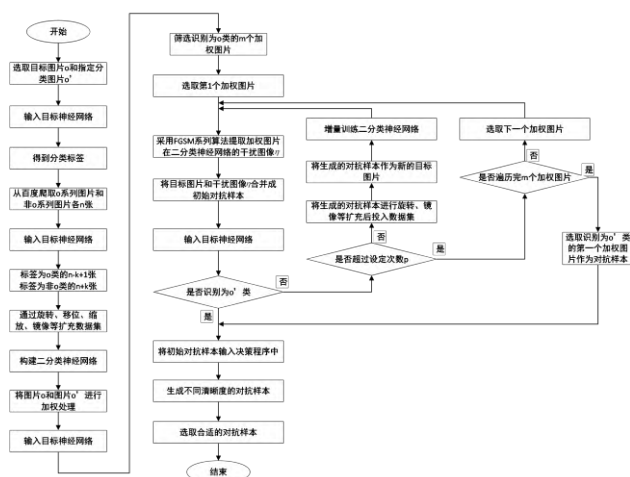 开始
选取目标图片o和指定分
类图片o'
输入目标神经网络
得到分类标签
从百度爬取o系列图片和
非o系列图片各n张
输入目标神经网络
标签为o类的n-k+1张
标签为非o类的n+k张
通过旋转、移位、缩
放、镜像等扩充数据集
构建二分类神经网络
将图片o和图片o'进行
加权处理
输入目标神经网络
筛选识别为o类的m个加
权图片
选取第1个加权图片
采用FGSM系列算法提取加权图片
在二分类神经网络的干扰图像η
将目标图片和干扰图像η合并成
初始对抗样本
输入目标神经网络
是否识别为o'类
否
是
将初始对抗样本输入决策程序中
生成不同清晰度的对抗样本
选取合适的对抗样本
结束
增量训练二分类神经网络
将生成的对抗样本作为新的目标
图片
将生成的对抗样本进行旋转、镜
像等扩充后投入数据集
否
是否超过设定次数p
是
选取下一个加权图片
否
是否遍历完m个加权图片
是
选取识别为o'类
的第一个加权图
片作为对抗样本